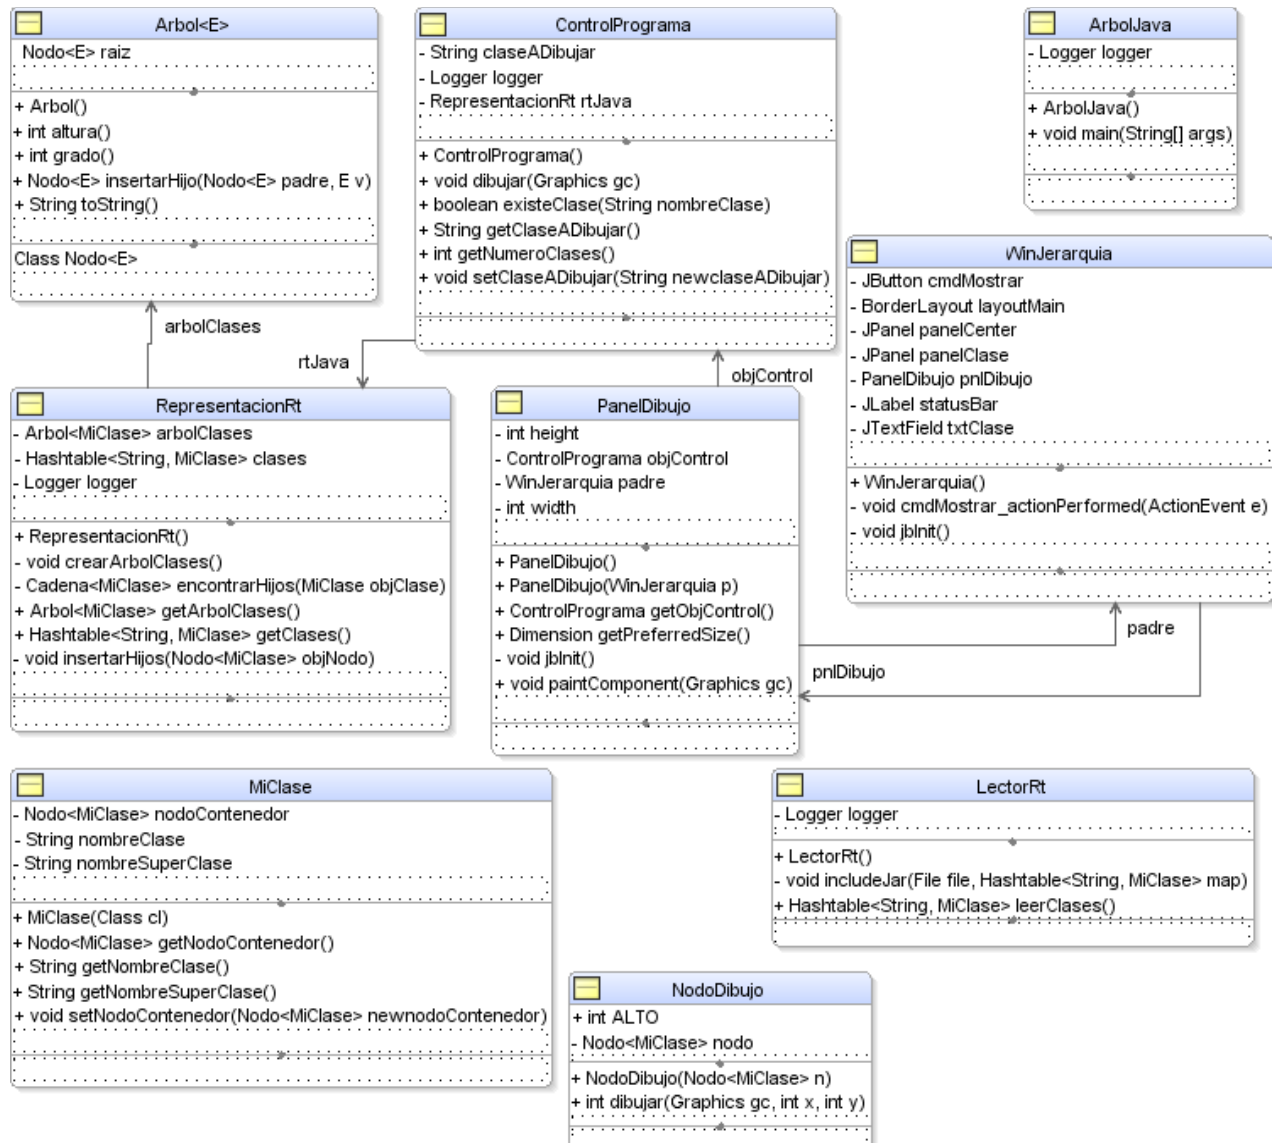 Arbol<E>
Nodo<E> raiz
+ Arbol()
+ int altura()
+ int grado()
+ Nodo<E> insertarHijo(Nodo<E> padre, E v)
+ String toString()
Class Nodo<E>
ControlPrograma
- String claseADibujar
- Logger logger
- RepresentacionRt rtJava
+ ControlPrograma()
+ void dibujar(Graphics gc)
+ boolean existeClase(String nombreClase)
+ String getClaseADibujar()
+ int getNumeroClases()
+ void setClaseADibujar(String newclaseADibujar)
ArbolJava
- Logger logger
+ ArbolJava()
+ void main(String[] args)
WinJerarquia
- JButton cmdMostrar
- BorderLayout layoutMain
- JPanel panelCenter
- JPanel panelClase
- PanelDibujo pnlDibujo
- JLabel statusBar
- JTextField txtClase
+ WinJerarquia()
- void cmdMostrar_actionPerformed(ActionEvent e)
- void jbInit()
arbolClases
rtJava
objControl
RepresentacionRt
- Arbol<MiClase> arbolClases
- Hashtable<String, MiClase> clases
- Logger logger
+ RepresentacionRt()
- void crearArbolClases()
- Cadena<MiClase> encontrarHijos(MiClase objClase)
+ Arbol<MiClase> getArbolClases()
+ Hashtable<String, MiClase> getClases()
- void insertarHijos(Nodo<MiClase> objNodo)
PanelDibujo
- int height
- ControlPrograma objControl
- WinJerarquia padre
- int width
+ PanelDibujo()
+ PanelDibujo(WinJerarquia p)
+ ControlPrograma getObjControl()
+ Dimension getPreferredSize()
- void jbInit()
+ void paintComponent(Graphics gc)
padre
pnlDibujo
MiClase
- Nodo<MiClase> nodoContenedor
- String nombreClase
- String nombreSuperClase
+ MiClase(Class cl)
+ Nodo<MiClase> getNodoContenedor()
+ String getNombreClase()
+ String getNombreSuperClase()
+ void setNodoContenedor(Nodo<MiClase> newnodoContenedor)
LectorRt
- Logger logger
+ LectorRt()
- void includeJar(File file, Hashtable<String, MiClase> map)
+ Hashtable<String, MiClase> leerClases()
NodoDibujo
+ int ALTO
- Nodo<MiClase> nodo
+ NodoDibujo(Nodo<MiClase> n)
+ int dibujar(Graphics gc, int x, int y)